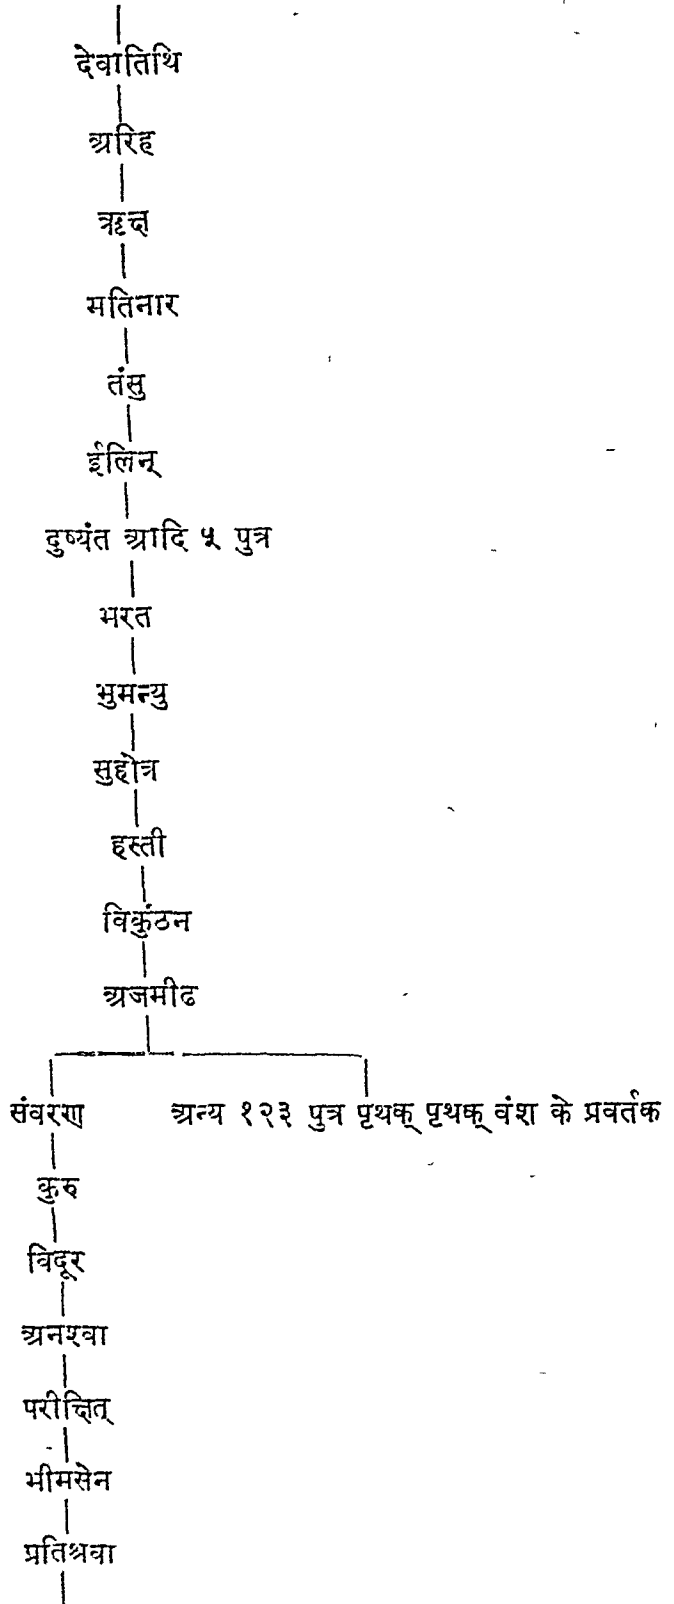 देवातिथि
अरिह
ऋक्ष
मतिनार
तंसु
ईलिन्
दुष्यंत आदि ५ पुत्र
भरत
भुमन्यु
सुहोत्र
हस्ती
विकुंठन
अजमीढ
संवरण अन्य १२३ पुत्र पृथक् पृथक् वंश के प्रवर्तक
कुरु
विदूर
अनश्वा
परीक्षित्
भीमसेन
प्रतिश्रवा